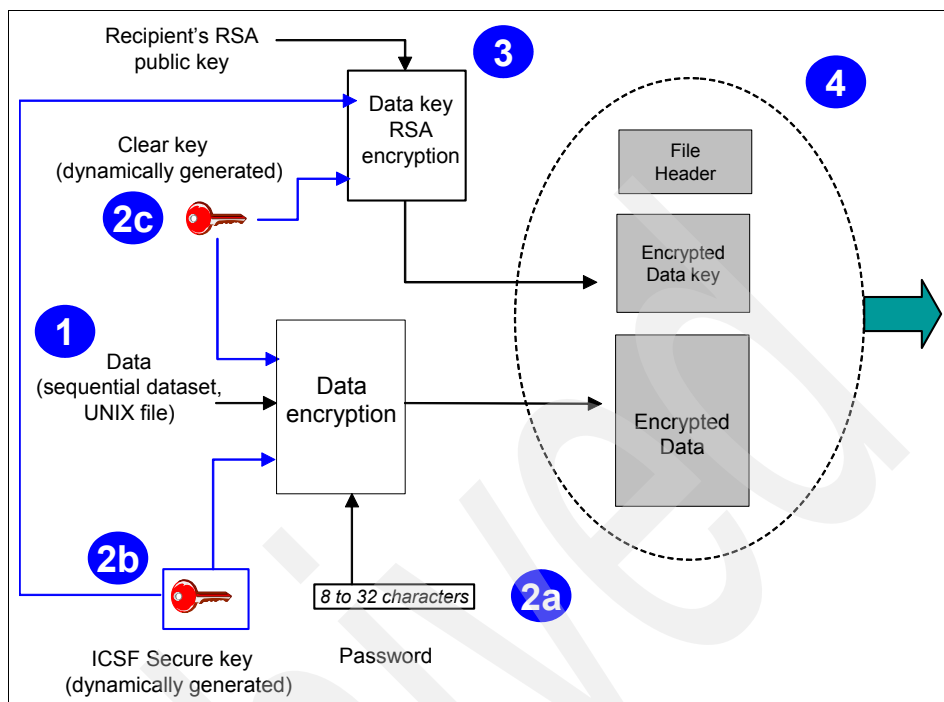 Recipient's RSA
public key
3
4
Data key
RSA
encryption
File
Header
Clear key
(dynamically generated)
2c
Encrypted
Data key
1
Data
(sequential dataset,
UNIX file)
Data
encryption
Encrypted
Data
2b
8 to 32 characters
2a
Password
ICSF Secure key
(dynamically generated)